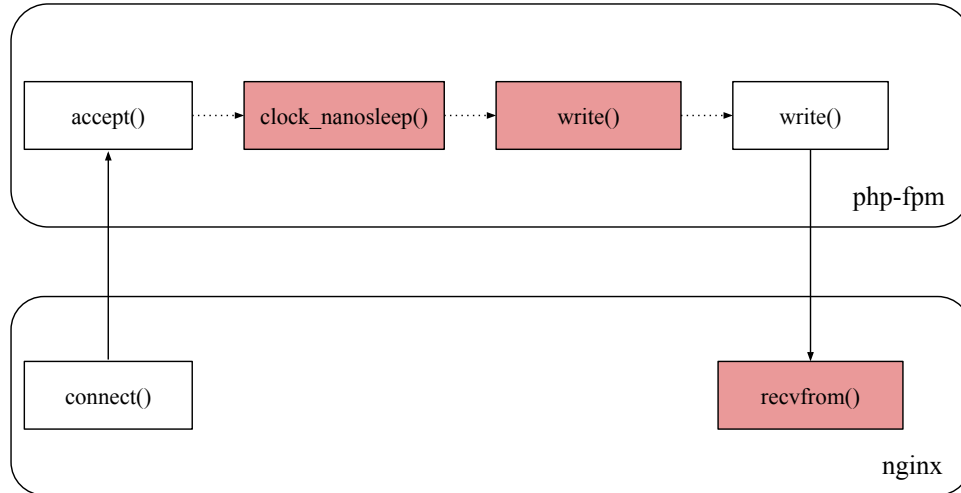 accept()
clock_nanosleep()
write()
write()
php-fpm
connect()
recvfrom()
nginx